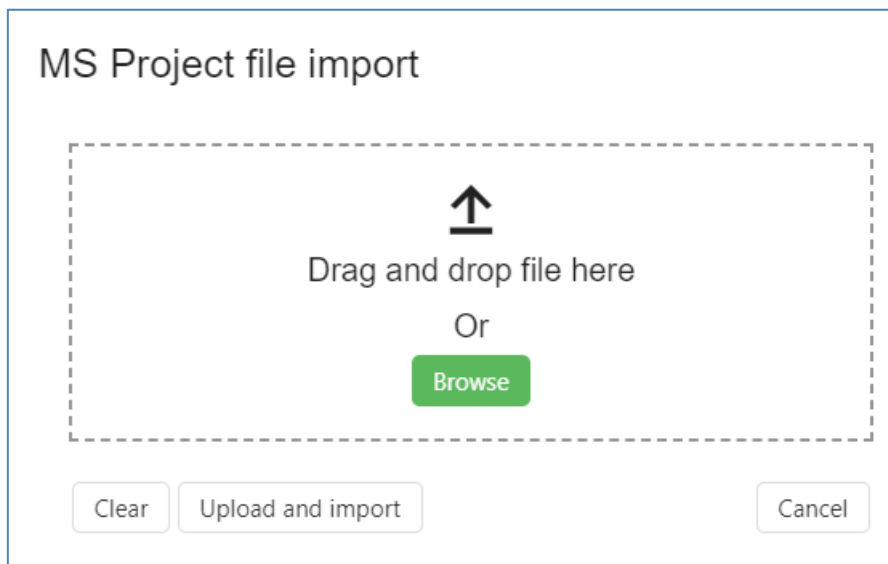 MS Project file import
Drag and drop file here
Or
Browse
Clear
Upload and import
Cancel